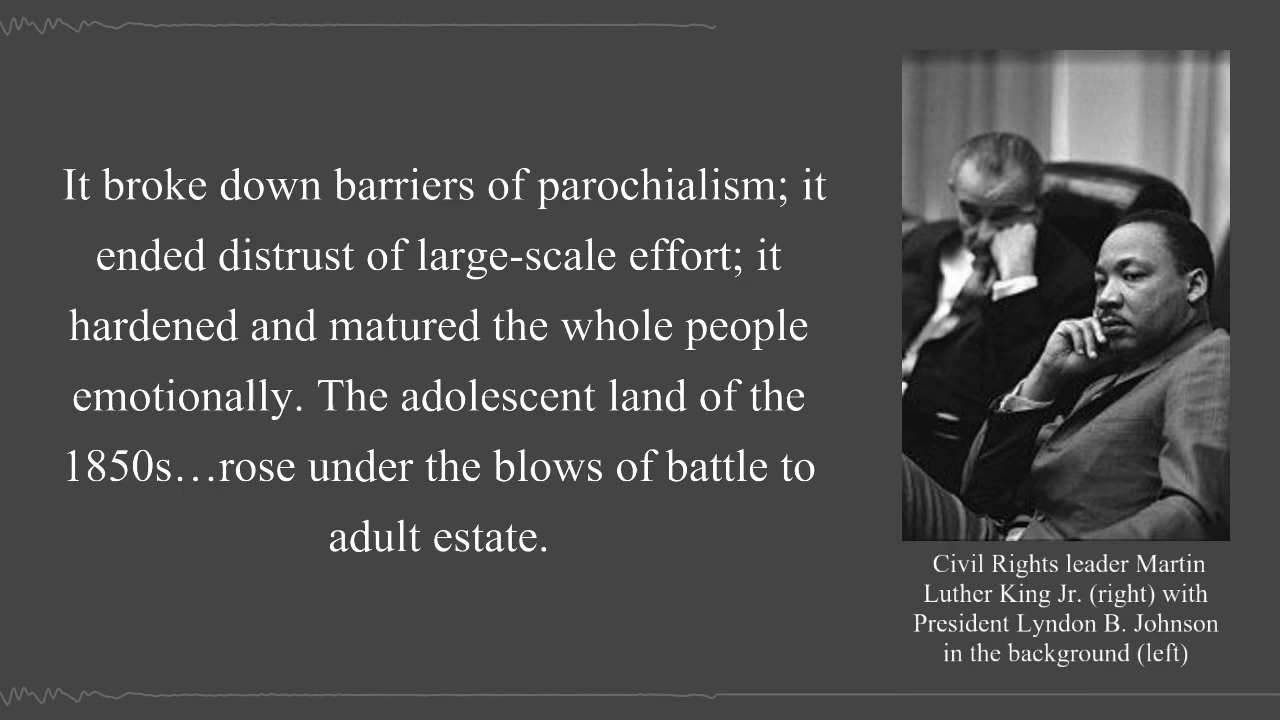 It broke down barriers of parochialism; it
ended distrust of large-scale effort; it
hardened and matured the whole people
emotionally. The adolescent land of the
1850s…rose under the blows of battle to
adult estate.
Civil Rights leader Martin
Luther King Jr. (right) with
President Lyndon B. Johnson
in the background (left)